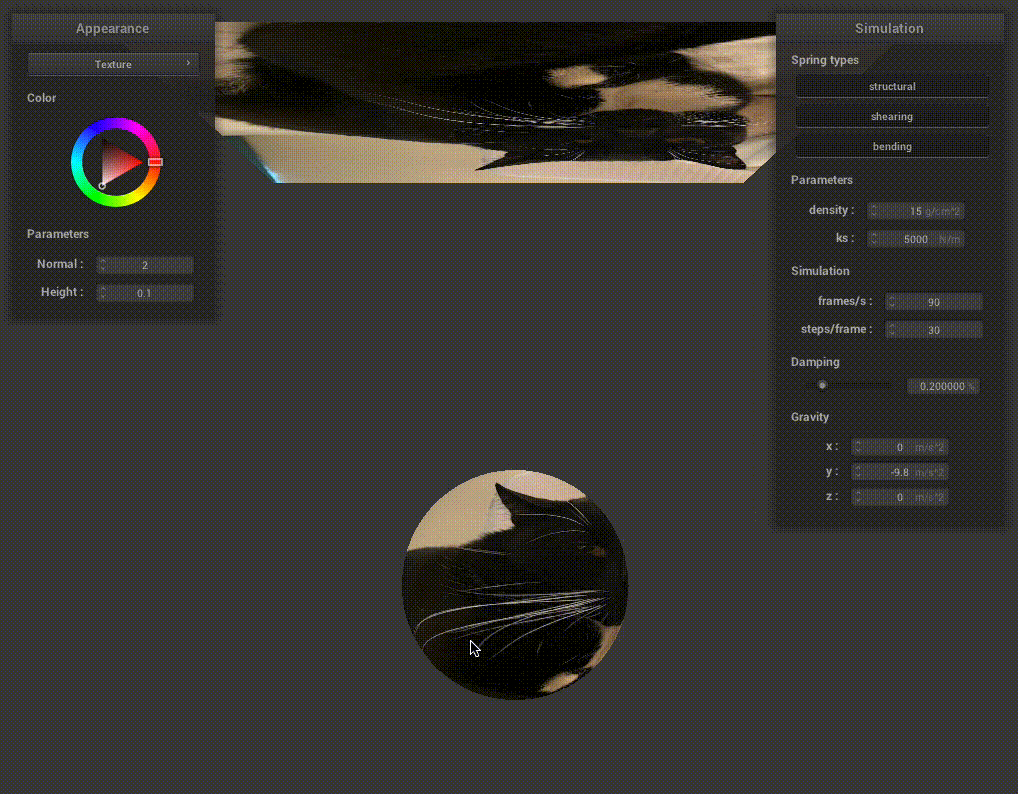 Appearance
Texture
Color
Parameters
Normal : 2
Height : 0.1
Simulation
Spring types
structural
shearing
bending
Parameters
density : 15 g/cm^2
ks : 5000 N/m
Simulation
frames/s : 90
steps/frame : 30
Damping
0.200000 %
Gravity
x : 0 m/s^2
y : -9.8 m/s^2
z : 0 m/s^2